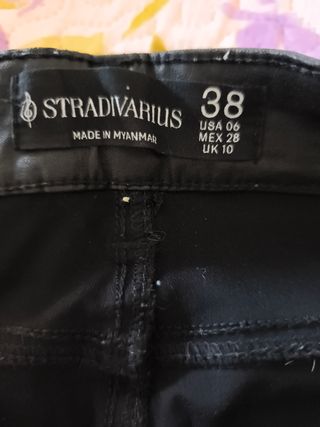 STRADIVARIUS
MADE IN MYANMAR
38
USA 06
MEX 28
UK 10